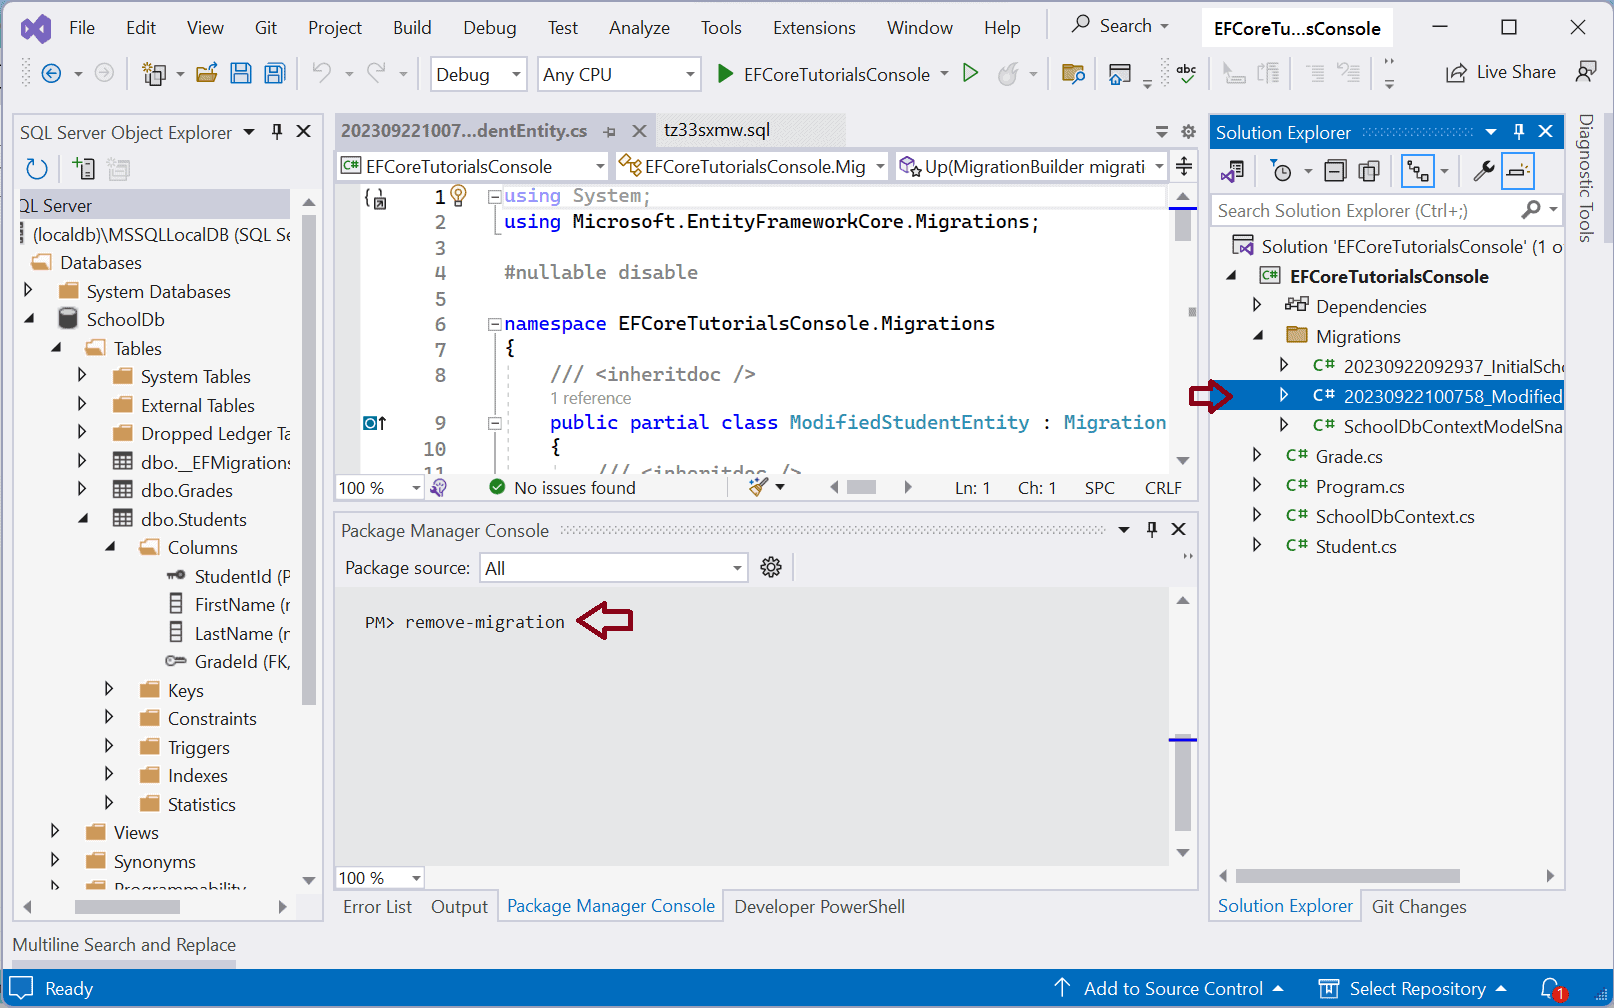 File Edit View Git Project Build Debug Test Analyze Tools Extensions Window Help Search EFCoreTu...sConsole
Debug Any CPU EFCoreTutorialsConsole abc Live Share
SQL Server Object Explorer
QL Server
(localdb)\MSSQLLocalDB (SQL Se
Databases
System Databases
SchoolDb
Tables
System Tables
External Tables
Dropped Ledger Ta
dbo.__EFMigrations
dbo.Grades
dbo.Students
Columns
StudentId (P
FirstName (r
LastName (r
GradeId (FK,
Keys
Constraints
Triggers
Indexes
Statistics
Views
Synonyms
Programmability
202309221007...dentEntity.cs tz33sxmw.sql
EFCoreTutorialsConsole EFCoreTutorialsConsole.Mig Up(MigrationBuilder migrati
1 using System;
2 using Microsoft.EntityFrameworkCore.Migrations;
3
4 #nullable disable
5
6 namespace EFCoreTutorialsConsole.Migrations
7 {
8 /// <inheritdoc />
1 reference
9 public partial class ModifiedStudentEntity : Migration
10 {
11 /// <inheritdoc />
100 % No issues found Ln: 1 Ch: 1 SPC CRLF
Package Manager Console
Package source: All
PM> remove-migration
100 %
Error List Output Package Manager Console Developer PowerShell
Solution Explorer
Search Solution Explorer (Ctrl+;)
Solution 'EFCoreTutorialsConsole' (1 o
C# EFCoreTutorialsConsole
Dependencies
Migrations
C# 20230922092937_InitialSch
C# 20230922100758_Modified
C# SchoolDbContextModelSna
C# Grade.cs
C# Program.cs
C# SchoolDbContext.cs
C# Student.cs
Solution Explorer Git Changes
Diagnostic Tools
Multiline Search and Replace
Ready Add to Source Control Select Repository 1